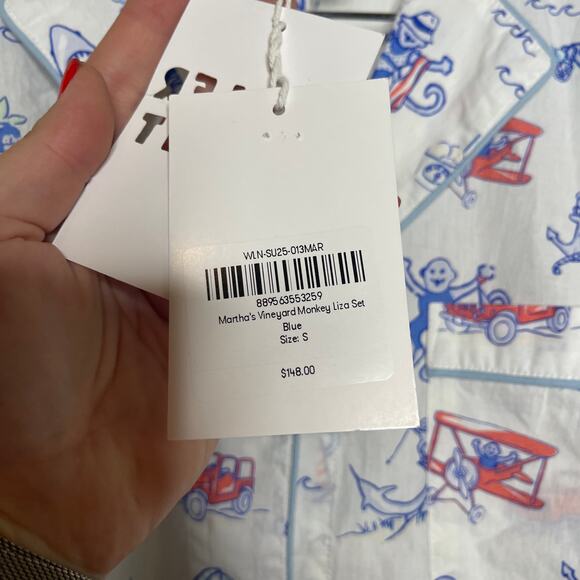 WLN-SU25-013MAR
889563553259
Martha's Vineyard Monkey Liza Set
Blue
Size: S
$148.00